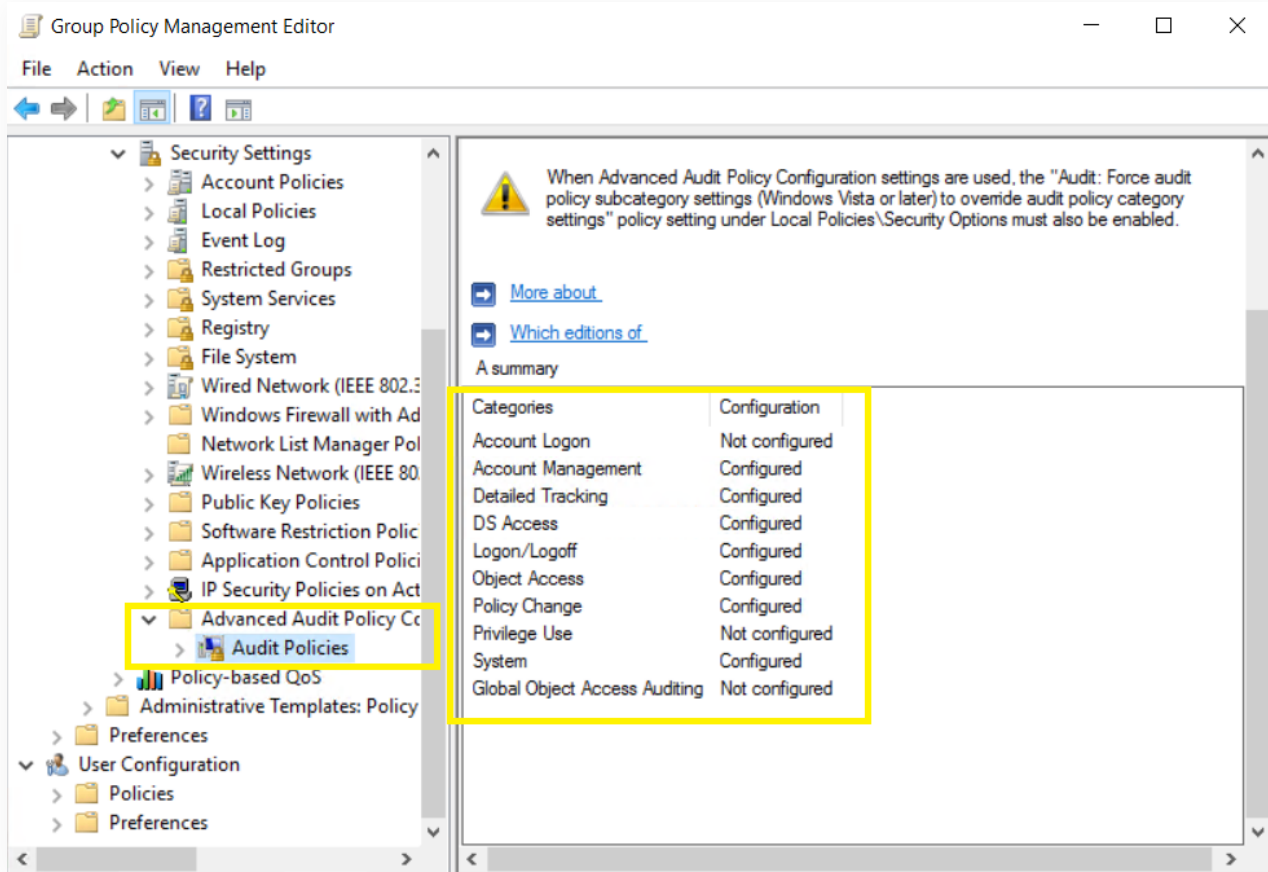 Group Policy Management Editor
File Action View Help
Security Settings
Account Policies
Local Policies
Event Log
Restricted Groups
System Services
Registry
File System
Wired Network (IEEE 802.3
Windows Firewall with Ad
Network List Manager Pol
Wireless Network (IEEE 80
Public Key Policies
Software Restriction Polic
Application Control Polici
IP Security Policies on Act
Advanced Audit Policy Co
Audit Policies
Policy-based QoS
Administrative Templates: Policy
Preferences
User Configuration
Policies
Preferences
When Advanced Audit Policy Configuration settings are used, the "Audit: Force audit
policy subcategory settings (Windows Vista or later) to override audit policy category
settings" policy setting under Local Policies\Security Options must also be enabled.
More about
Which editions of
A summary
Categories Configuration
Account Logon Not configured
Account Management Configured
Detailed Tracking Configured
DS Access Configured
Logon/Logoff Configured
Object Access Configured
Policy Change Configured
Privilege Use Not configured
System Configured
Global Object Access Auditing Not configured